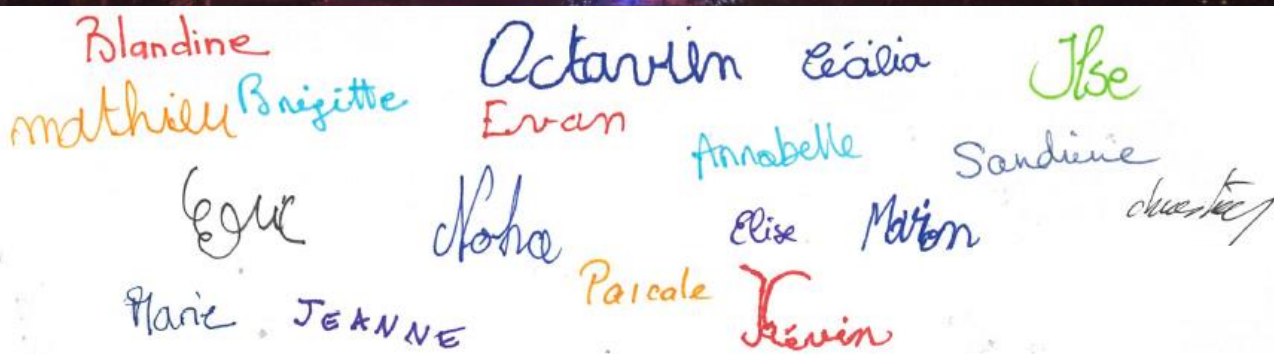 Blandine
Octavien
Cécilia
Ilse
mathieu
Brigitte
Evan
Annabelle
Sandrine
Eric
Noha
Elise
Marion
Marie
JEANNE
Pascale
Kévin